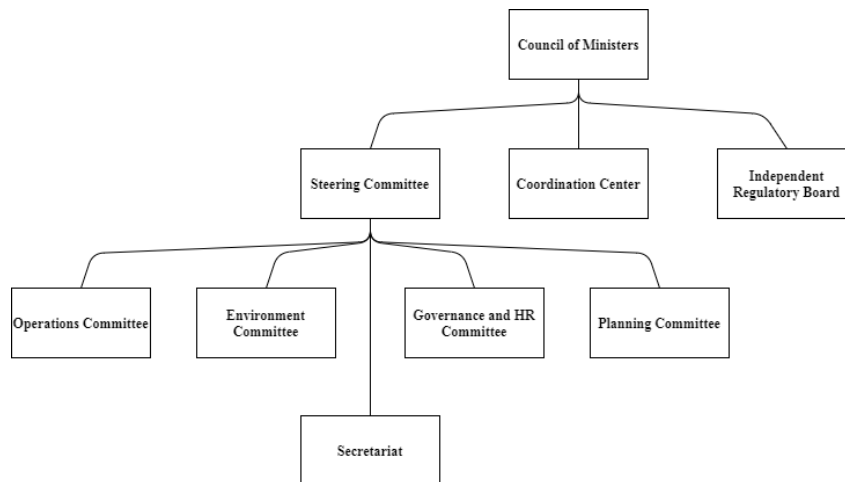 Council of Ministers
Steering Committee
Coordination Center
Independent
Regulatory Board
Operations Committee
Environment
Committee
Governance and HR
Committee
Planning Committee
Secretariat